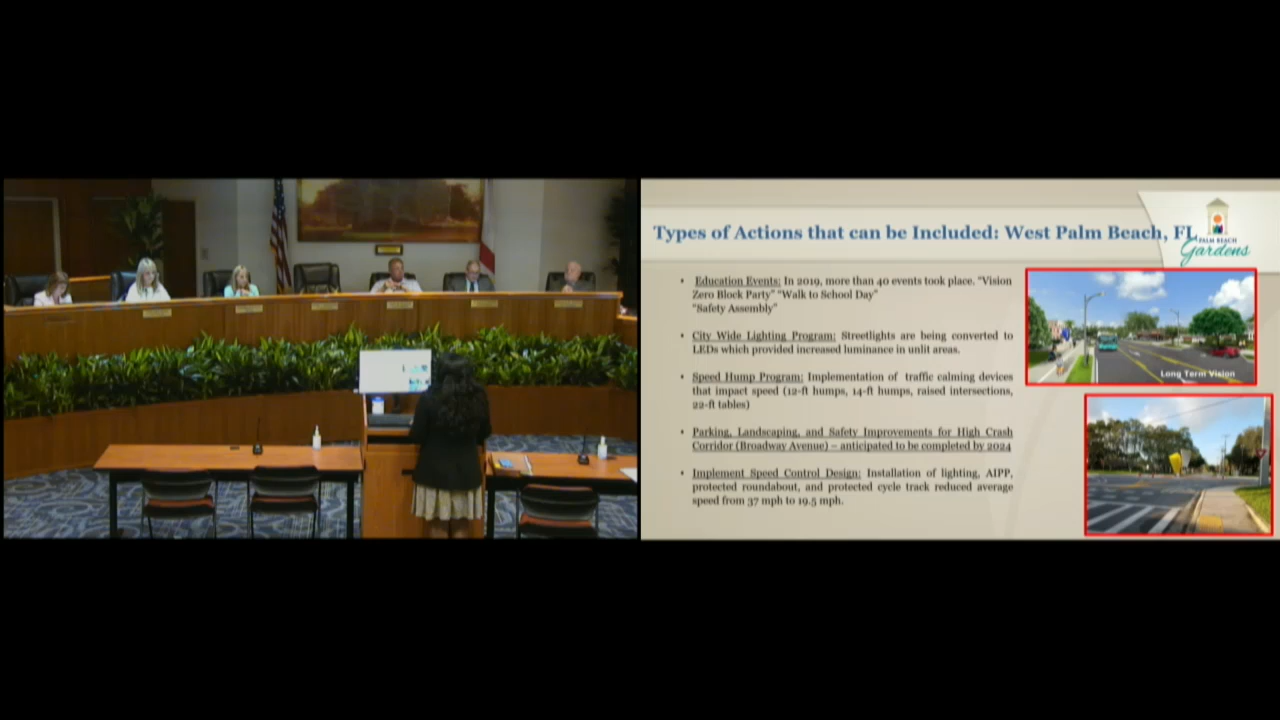 Types of Actions that can be Included: West Palm Beach, FL
PALM BEACH
Gardens
Education Events: In 2019, more than 40 events took place. "Vision
Zero Block Party" "Walk to School Day"
"Safety Assembly"
City Wide Lighting Program: Streetlights are being converted to
LEDs which provided increased luminance in unlit areas.
Speed Hump Program: Implementation of traffic calming devices
that impact speed (12-ft humps, 14-ft humps, raised intersections,
22-ft tables)
Parking, Landscaping, and Safety Improvements for High Crash
Corridor (Broadway Avenue) – anticipated to be completed by 2024
Implement Speed Control Design: Installation of lighting, AIPP,
protected roundabout, and protected cycle track reduced average
speed from 37 mph to 19.5 mph.
Long Term Vision